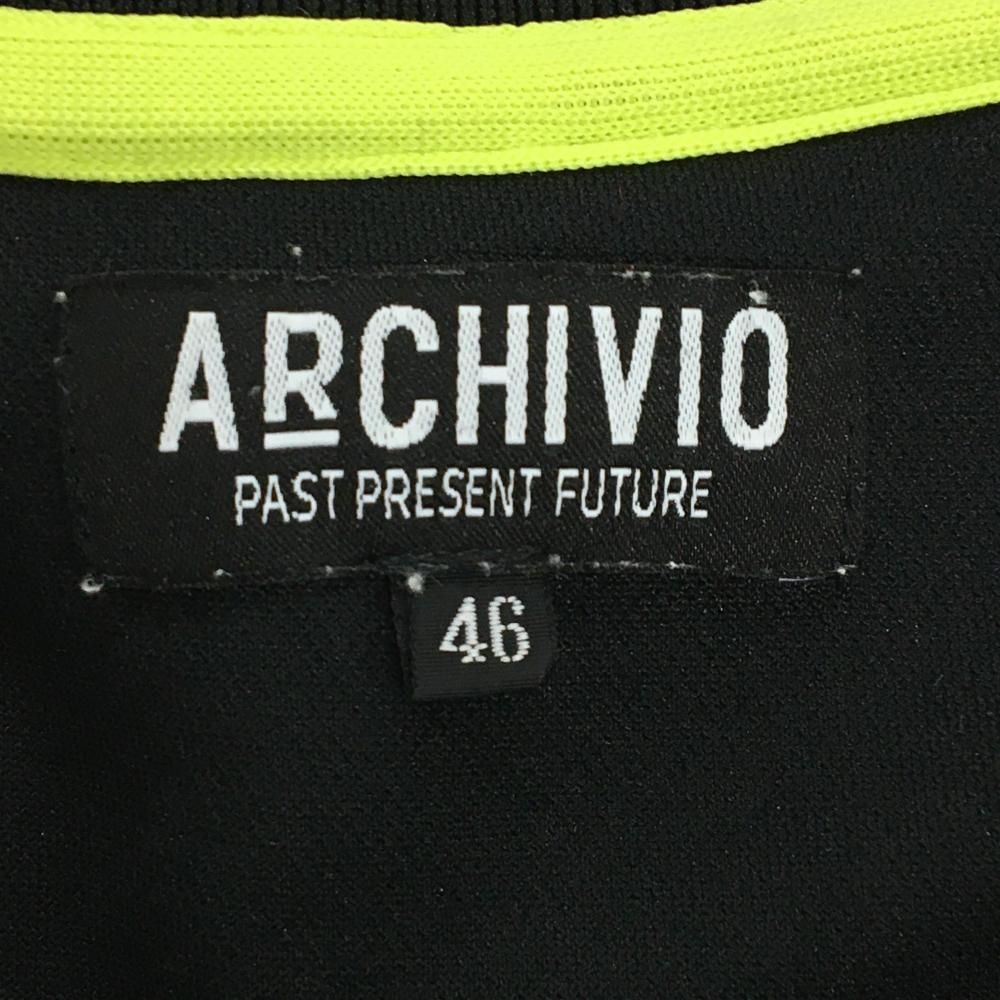 ARCHIVIO
PAST PRESENT FUTURE
46